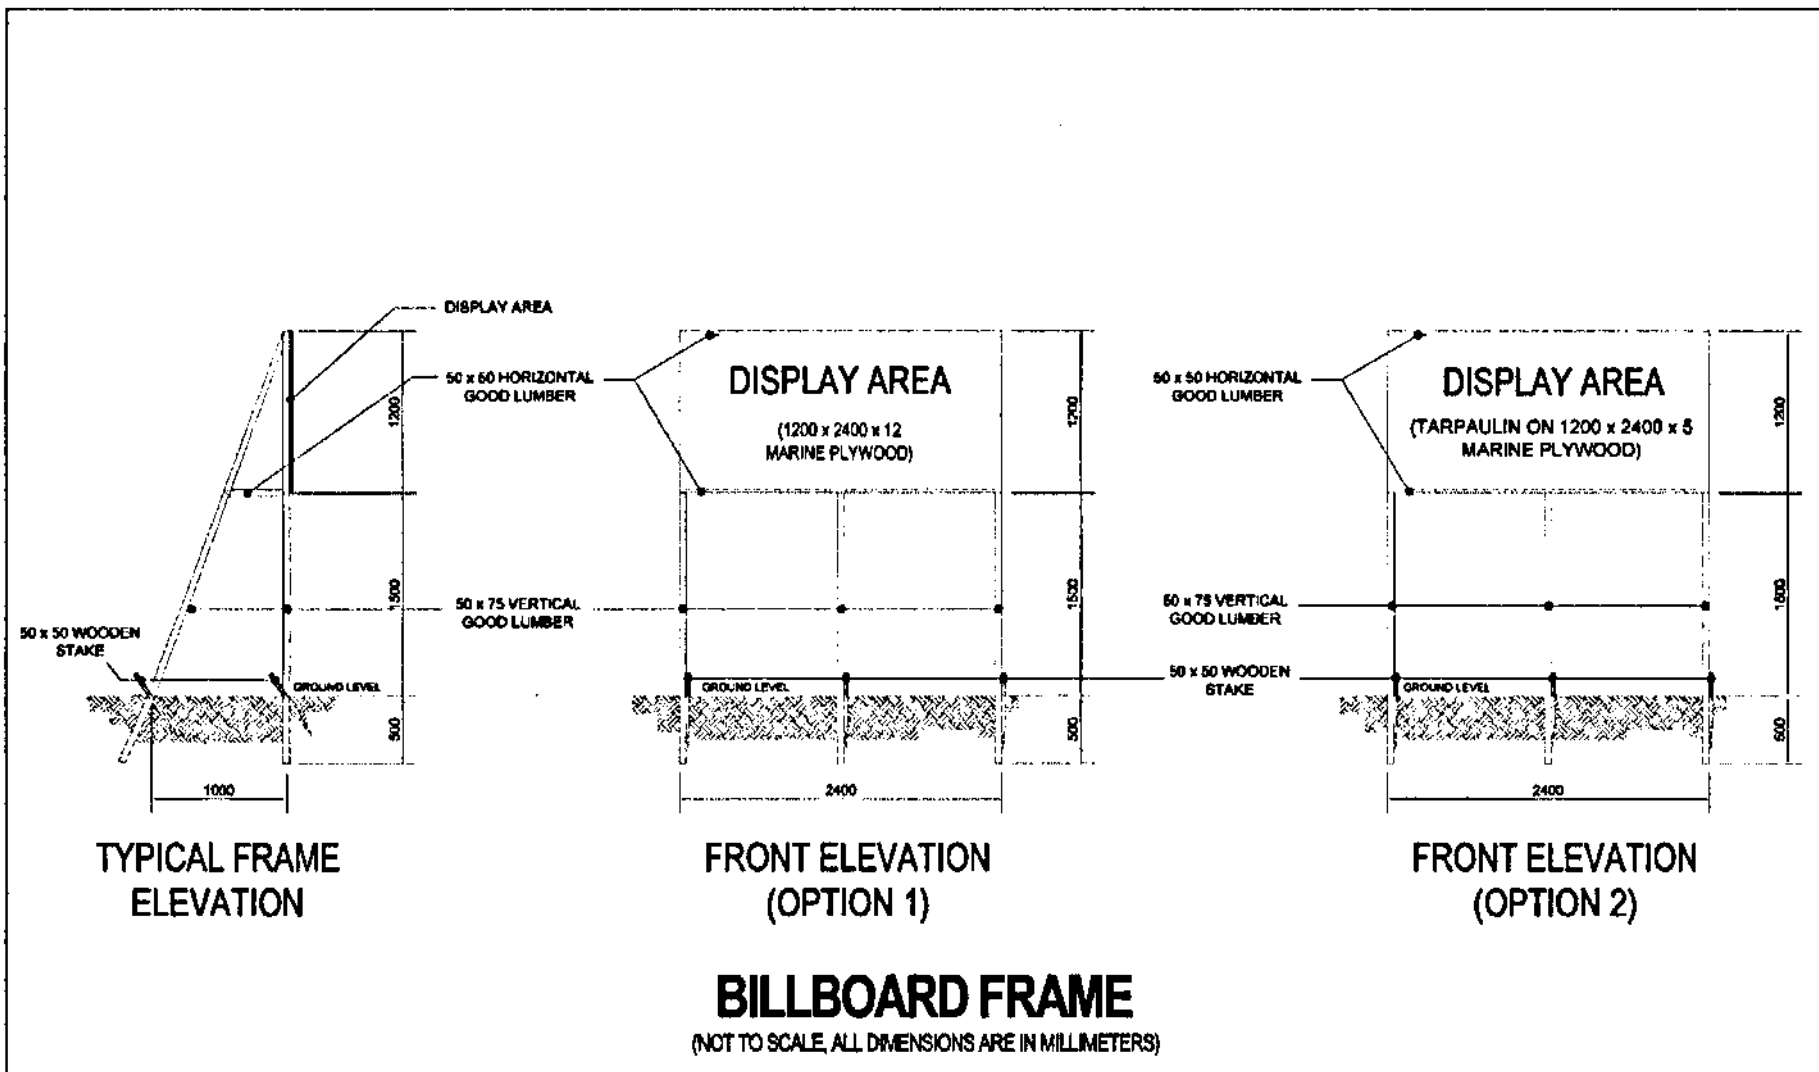 DISPLAY AREA
50 x 50 HORIZONTAL
GOOD LUMBER
1200
1500
50 x 75 VERTICAL
GOOD LUMBER
50 x 50 WOODEN
STAKE
GROUND LEVEL
500
1000
TYPICAL FRAME
ELEVATION
DISPLAY AREA
(1200 x 2400 x 12
MARINE PLYWOOD)
1200
1500
GROUND LEVEL
500
2400
FRONT ELEVATION
(OPTION 1)
50 x 50 HORIZONTAL
GOOD LUMBER
DISPLAY AREA
(TARPAULIN ON 1200 x 2400 x 5
MARINE PLYWOOD)
1200
1500
50 x 75 VERTICAL
GOOD LUMBER
50 x 50 WOODEN
STAKE
GROUND LEVEL
500
2400
FRONT ELEVATION
(OPTION 2)
BILLBOARD FRAME
(NOT TO SCALE, ALL DIMENSIONS ARE IN MILLIMETERS)